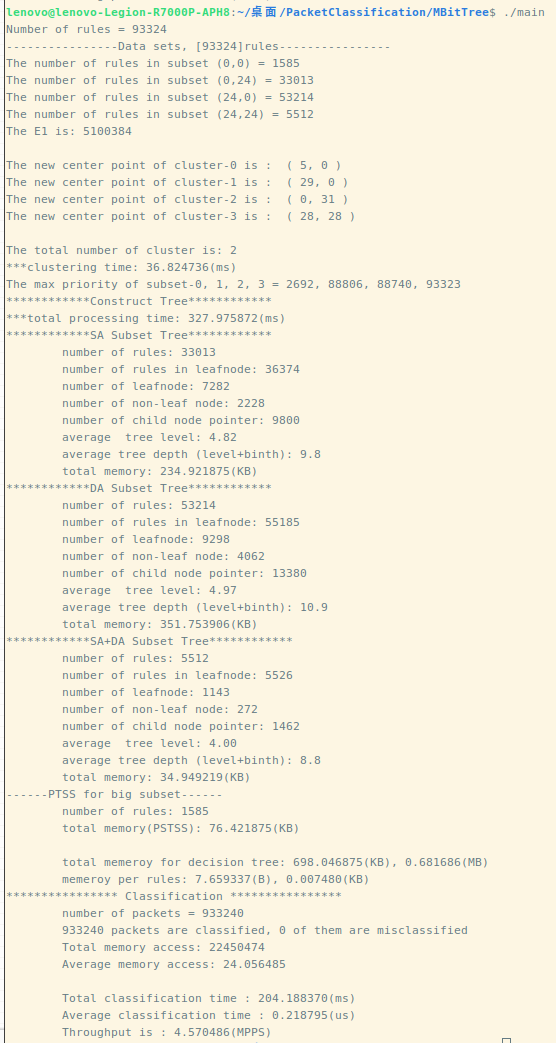 lenovo@lenovo-Legion-R7000P-APH8:~/桌面/PacketClassification/MBitTree$ ./main
Number of rules = 93324
----------------Data sets, [93324]rules----------------
The number of rules in subset (0,0) = 1585
The number of rules in subset (0,24) = 33013
The number of rules in subset (24,0) = 53214
The number of rules in subset (24,24) = 5512
The E1 is: 5100384
The new center point of cluster-0 is :  ( 5, 0 )
The new center point of cluster-1 is :  ( 29, 0 )
The new center point of cluster-2 is :  ( 0, 31 )
The new center point of cluster-3 is :  ( 28, 28 )
The total number of cluster is: 2
***clustering time: 36.824736(ms)
The max priority of subset-0, 1, 2, 3 = 2692, 88806, 88740, 93323
************Construct Tree************
***total processing time: 327.975872(ms)
************SA Subset Tree************
number of rules: 33013
number of rules in leafnode: 36374
number of leafnode: 7282
number of non-leaf node: 2228
number of child node pointer: 9800
average  tree level: 4.82
average tree depth (level+binth): 9.8
total memory: 234.921875(KB)
************DA Subset Tree************
number of rules: 53214
number of rules in leafnode: 55185
number of leafnode: 9298
number of non-leaf node: 4062
number of child node pointer: 13380
average  tree level: 4.97
average tree depth (level+binth): 10.9
total memory: 351.753906(KB)
************SA+DA Subset Tree************
number of rules: 5512
number of rules in leafnode: 5526
number of leafnode: 1143
number of non-leaf node: 272
number of child node pointer: 1462
average  tree level: 4.00
average tree depth (level+binth): 8.8
total memory: 34.949219(KB)
------PTSS for big subset------
number of rules: 1585
total memory(PSTSS): 76.421875(KB)
total memeroy for decision tree: 698.046875(KB), 0.681686(MB)
memeroy per rules: 7.659337(B), 0.007480(KB)
**************** Classification ****************
number of packets = 933240
933240 packets are classified, 0 of them are misclassified
Total memory access: 22450474
Average memory access: 24.056485
Total classification time : 204.188370(ms)
Average classification time : 0.218795(us)
Throughput is : 4.570486(MPPS)